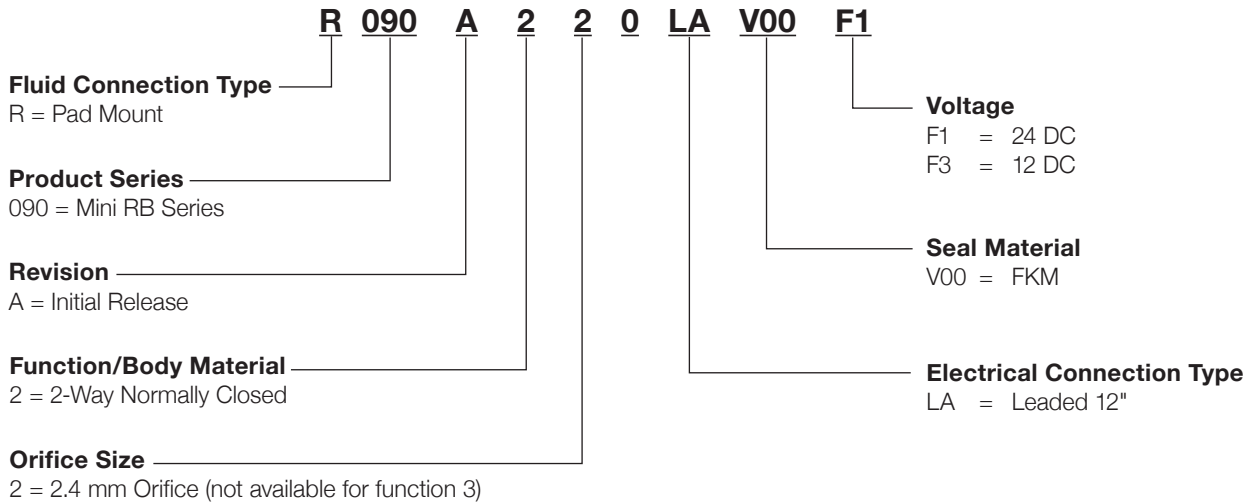 R 090 A 2 2 0 LA V00 F1
Fluid Connection Type
R = Pad Mount
Product Series
090 = Mini RB Series
Revision
A = Initial Release
Function/Body Material
2 = 2-Way Normally Closed
Orifice Size
2 = 2.4 mm Orifice (not available for function 3)
Voltage
F1 = 24 DC
F3 = 12 DC
Seal Material
V00 = FKM
Electrical Connection Type
LA = Leaded 12"